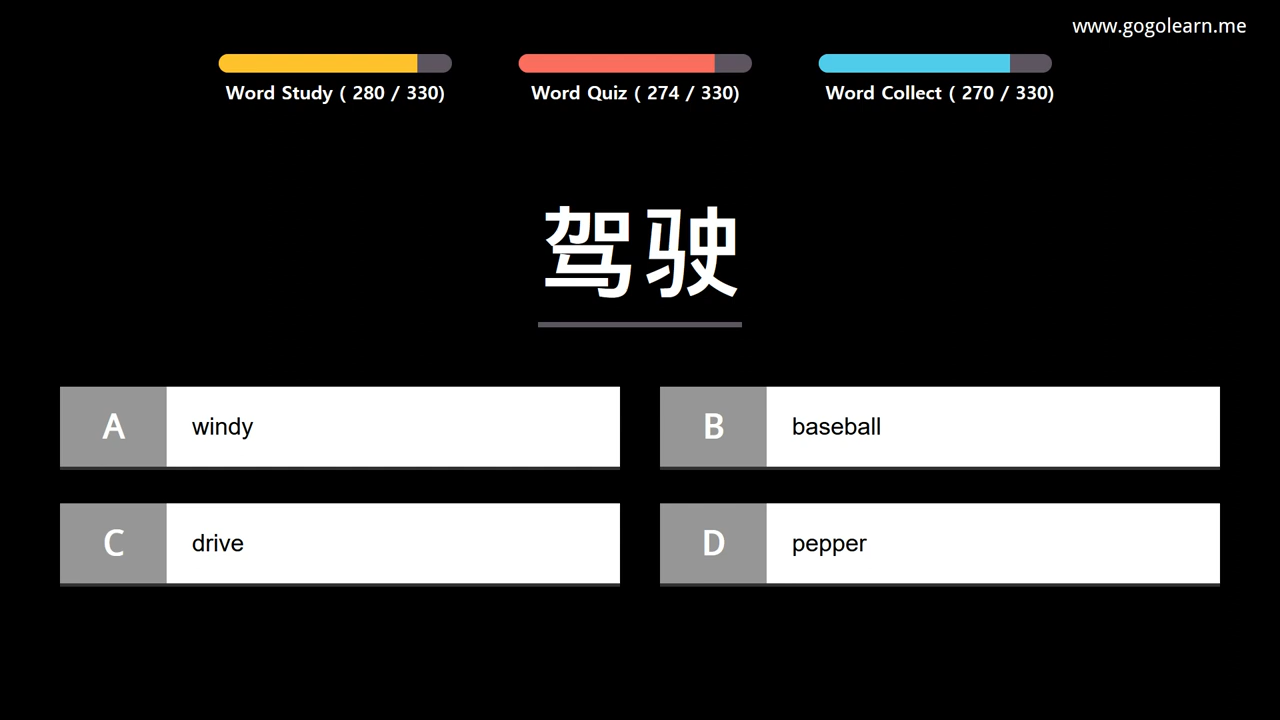 www.gogolearn.me
Word Study ( 280 / 330)
Word Quiz ( 274 / 330)
Word Collect ( 270 / 330)
驾驶
A windy
B baseball
C drive
D pepper